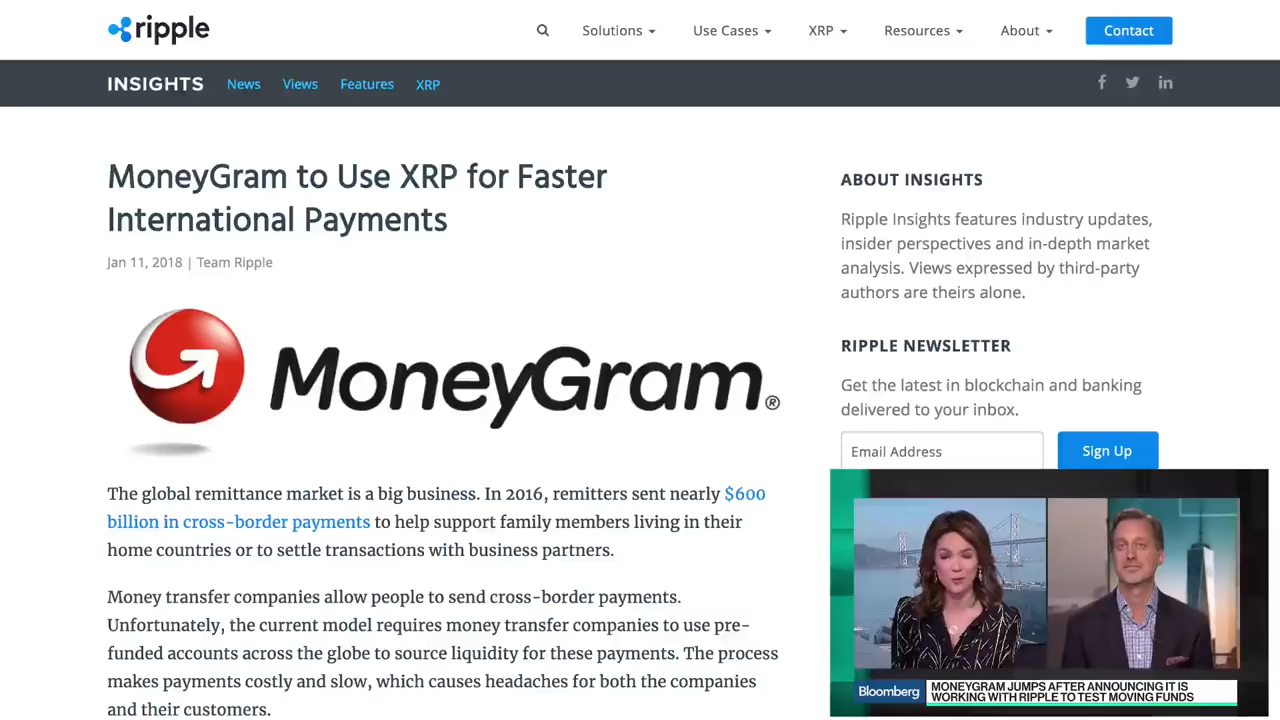 ripple
Solutions
Use Cases
XRP
Resources
About
Contact
INSIGHTS
News
Views
Features
XRP
MoneyGram to Use XRP for Faster
International Payments
Jan 11, 2018 | Team Ripple
MoneyGram®
The global remittance market is a big business. In 2016, remitters sent nearly $600
billion in cross-border payments to help support family members living in their
home countries or to settle transactions with business partners.
Money transfer companies allow people to send cross-border payments.
Unfortunately, the current model requires money transfer companies to use pre-
funded accounts across the globe to source liquidity for these payments. The process
makes payments costly and slow, which causes headaches for both the companies
and their customers.
ABOUT INSIGHTS
Ripple Insights features industry updates,
insider perspectives and in-depth market
analysis. Views expressed by third-party
authors are theirs alone.
RIPPLE NEWSLETTER
Get the latest in blockchain and banking
delivered to your inbox.
Email Address
Sign Up
Bloomberg
MONEYGRAM JUMPS AFTER ANNOUNCING IT IS
WORKING WITH RIPPLE TO TEST MOVING FUNDS